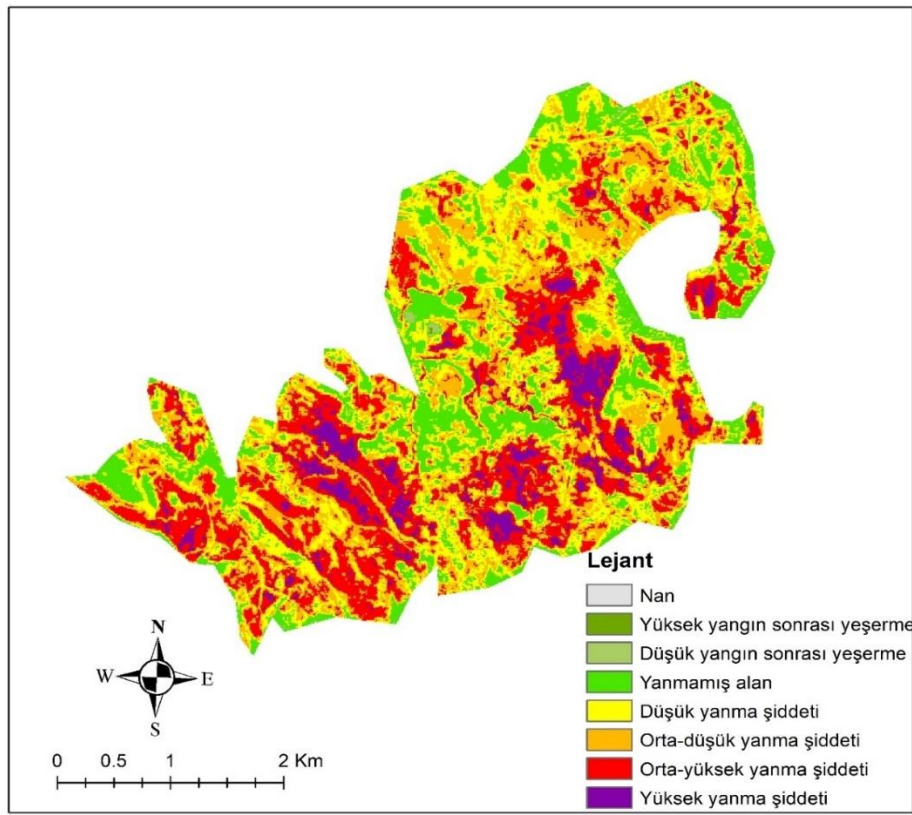 Lejant
Nan
Yüksek yangın sonrası yeşerme
Düşük yangın sonrası yeşerme
Yanmamış alan
Düşük yanma şiddeti
Orta-düşük yanma şiddeti
Orta-yüksek yanma şiddeti
Yüksek yanma şiddeti
N
W E
S
0 0.5 1 2 Km